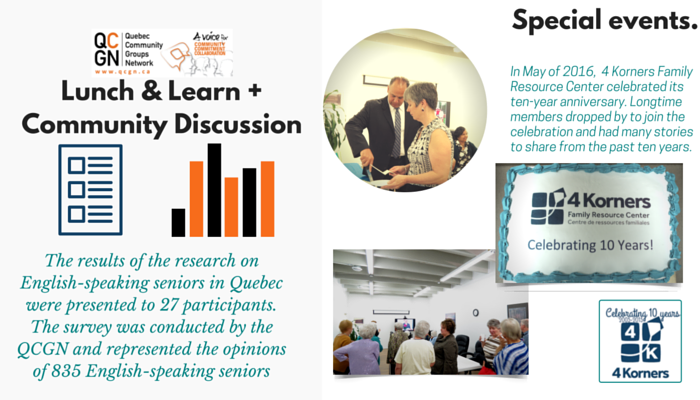 QC
GN
Quebec
Community
Groups
Network
www.qcgn.ca
A voice for
COMMUNITY
COMMITMENT
COLLABORATION
Lunch & Learn +
Community Discussion
The results of the research on
English-speaking seniors in Quebec
were presented to 27 participants.
The survey was conducted by the
QCGN and represented the opinions
of 835 English-speaking seniors
Special events.
In May of 2016, 4 Korners Family
Resource Center celebrated its
ten-year anniversary. Longtime
members dropped by to join the
celebration and had many stories
to share from the past ten years.
4 Korners
Family Resource Center
Centre de ressources familiales
Celebrating 10 Years!
Celebrating 10 years
4
K
4 Korners